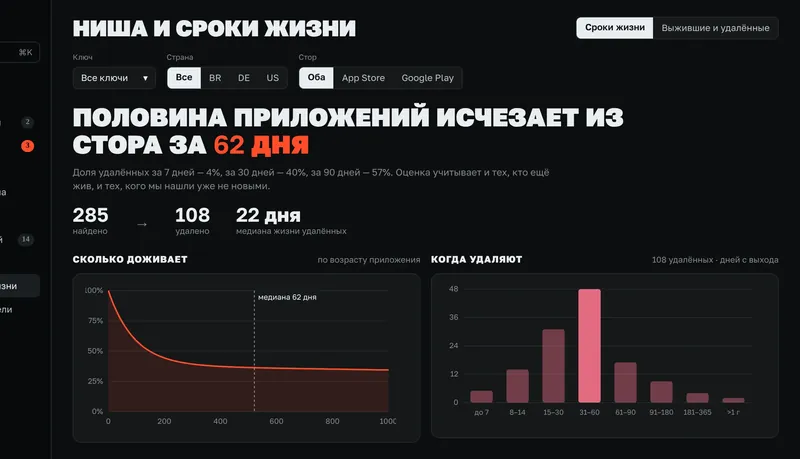 НИША И СРОКИ ЖИЗНИ
Сроки жизни
Выжившие и удалённые
⌘K
Ключ
Страна
Стор
Все ключи ▾
Все BR DE US
Оба App Store Google Play
2
3
14
ПОЛОВИНА ПРИЛОЖЕНИЙ ИСЧЕЗАЕТ ИЗ
СТОРА ЗА 62 ДНЯ
Доля удалённых за 7 дней — 4%, за 30 дней — 40%, за 90 дней — 57%. Оценка учитывает и тех, кто ещё
жив, и тех, кого мы нашли уже не новыми.
285 → 108 22 дня
найдено удалено медиана жизни удалённых
СКОЛЬКО ДОЖИВАЕТ
по возрасту приложения
100%
75%
50%
25%
0%
медиана 62 дня
0 200 400 600 800 1000
КОГДА УДАЛЯЮТ
108 удалённых · дней с выхода
48
36
24
12
0
до 7 8–14 15–30 31–60 61–90 91–180 181–365 >1 г